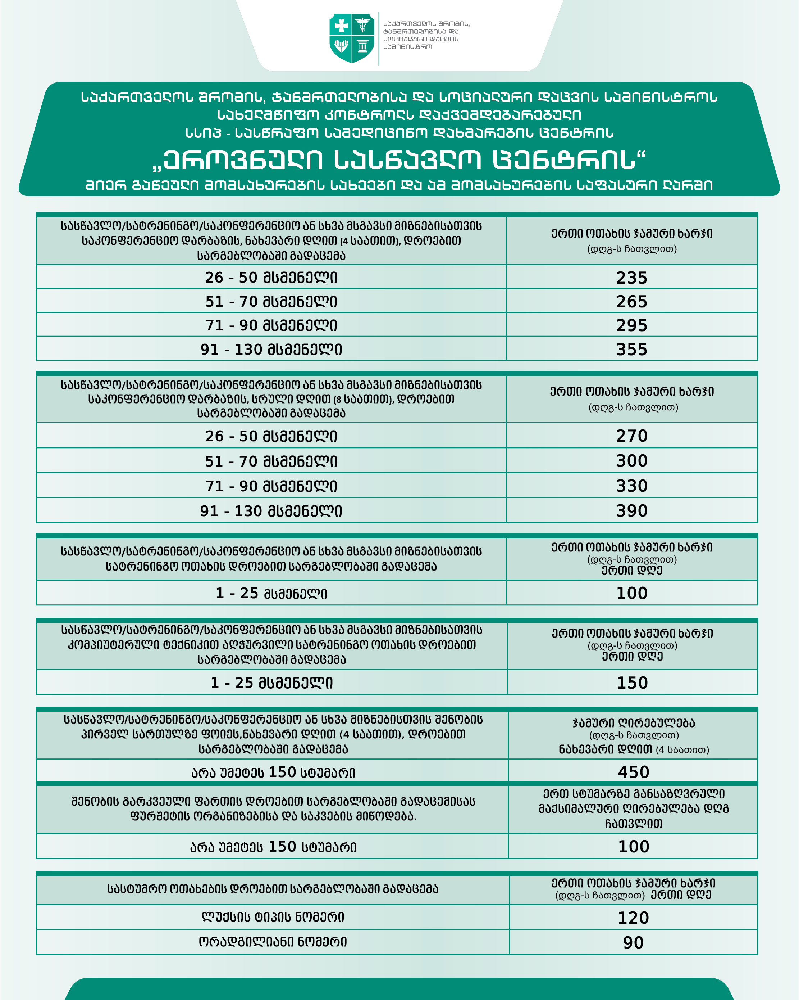 საქართველოს შრომის,
ჯანმრთელობისა და
სოციალური დაცვის
სამინისტრო
საქართველოს შრომის, ჯანმრთელობისა და სოციალური დაცვის სამინისტროს
სახელმწიფო კონტროლს დაქვემდებარებული
სსიპ - სასწრაფო სამედიცინო დახმარების ცენტრის
„ეროვნული სასწავლო ცენტრის“
მიერ გაწეული მომსახურების სახეები და ამ მომსახურების საფასური ლარში
სასწავლო/სატრენინგო/საკონფერენციო ან სხვა მსგავსი მიზნებისათვის
საკონფერენციო დარბაზის, ნახევარი დღით (4 საათით), დროებით
სარგებლობაში გადაცემა
ერთი ოთახის ჯამური ხარჯი
(დღგ-ს ჩათვლით)
26 - 50 მსმენელი
235
51 - 70 მსმენელი
265
71 - 90 მსმენელი
295
91 - 130 მსმენელი
355
სასწავლო/სატრენინგო/საკონფერენციო ან სხვა მსგავსი მიზნებისათვის
საკონფერენციო დარბაზის, სრული დღით (8 საათით), დროებით
სარგებლობაში გადაცემა
ერთი ოთახის ჯამური ხარჯი
(დღგ-ს ჩათვლით)
26 - 50 მსმენელი
270
51 - 70 მსმენელი
300
71 - 90 მსმენელი
330
91 - 130 მსმენელი
390
სასწავლო/სატრენინგო/საკონფერენციო ან სხვა მსგავსი მიზნებისათვის
სატრენინგო ოთახის დროებით სარგებლობაში გადაცემა
ერთი ოთახის ჯამური ხარჯი
(დღგ-ს ჩათვლით)
ერთი დღე
1 - 25 მსმენელი
100
სასწავლო/სატრენინგო/საკონფერენციო ან სხვა მსგავსი მიზნებისათვის
კომპიუტერული ტექნიკით აღჭურვილი სატრენინგო ოთახის დროებით
სარგებლობაში გადაცემა
ერთი ოთახის ჯამური ხარჯი
(დღგ-ს ჩათვლით)
ერთი დღე
1 - 25 მსმენელი
150
სასწავლო/სატრენინგო/საკონფერენციო ან სხვა მიზნებისთვის შენობის
პირველ სართულზე ფოიეს,ნახევარი დღით (4 საათით), დროებით
სარგებლობაში გადაცემა
ჯამური ღირებულება
(დღგ-ს ჩათვლით)
ნახევარი დღით (4 საათით)
არა უმეტეს 150 სტუმარი
450
შენობის გარკვეული ფართის დროებით სარგებლობაში გადაცემისას
ფურშეტის ორგანიზებისა და საკვების მიწოდება.
ერთ სტუმარზე განსაზღვრული
მაქსიმალური ღირებულება დღგ
ჩათვლით
არა უმეტეს 150 სტუმარი
100
სასტუმრო ოთახების დროებით სარგებლობაში გადაცემა
ერთი ოთახის ჯამური ხარჯი
(დღგ-ს ჩათვლით) ერთი დღე
ლუქსის ტიპის ნომერი
120
ორადგილიანი ნომერი
90